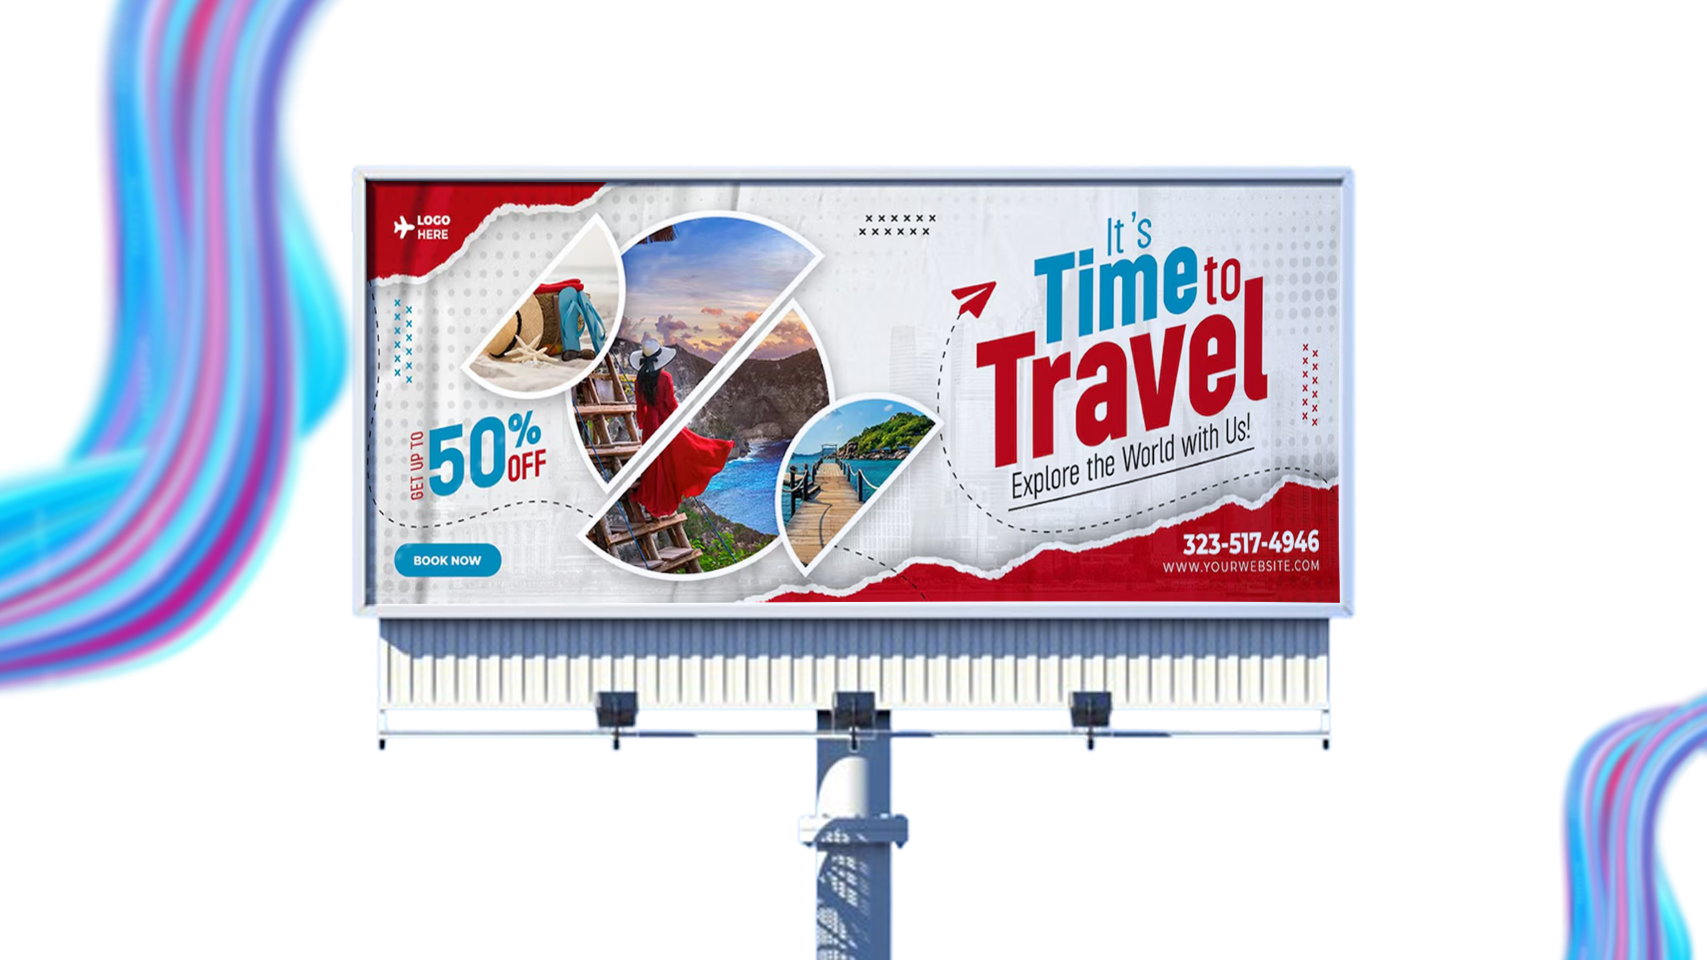 LOGO
HERE
GET UP TO
50%
OFF
BOOK NOW
It's
Time to
Travel
Explore the World with Us!
323-517-4946
WWW.YOURWEBSITE.COM